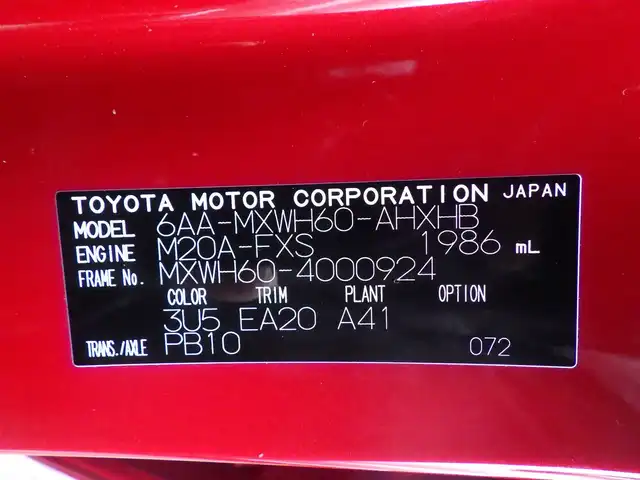 TOYOTA MOTOR CORPORATION JAPAN
MODEL 6AA-MXWH60-AHXHB
ENGINE M20A-FXS 1986 mL
FRAME No. MXWH60-4000924
COLOR TRIM PLANT OPTION
3U5 EA20 A41
TRANS./AXLE PB10 072